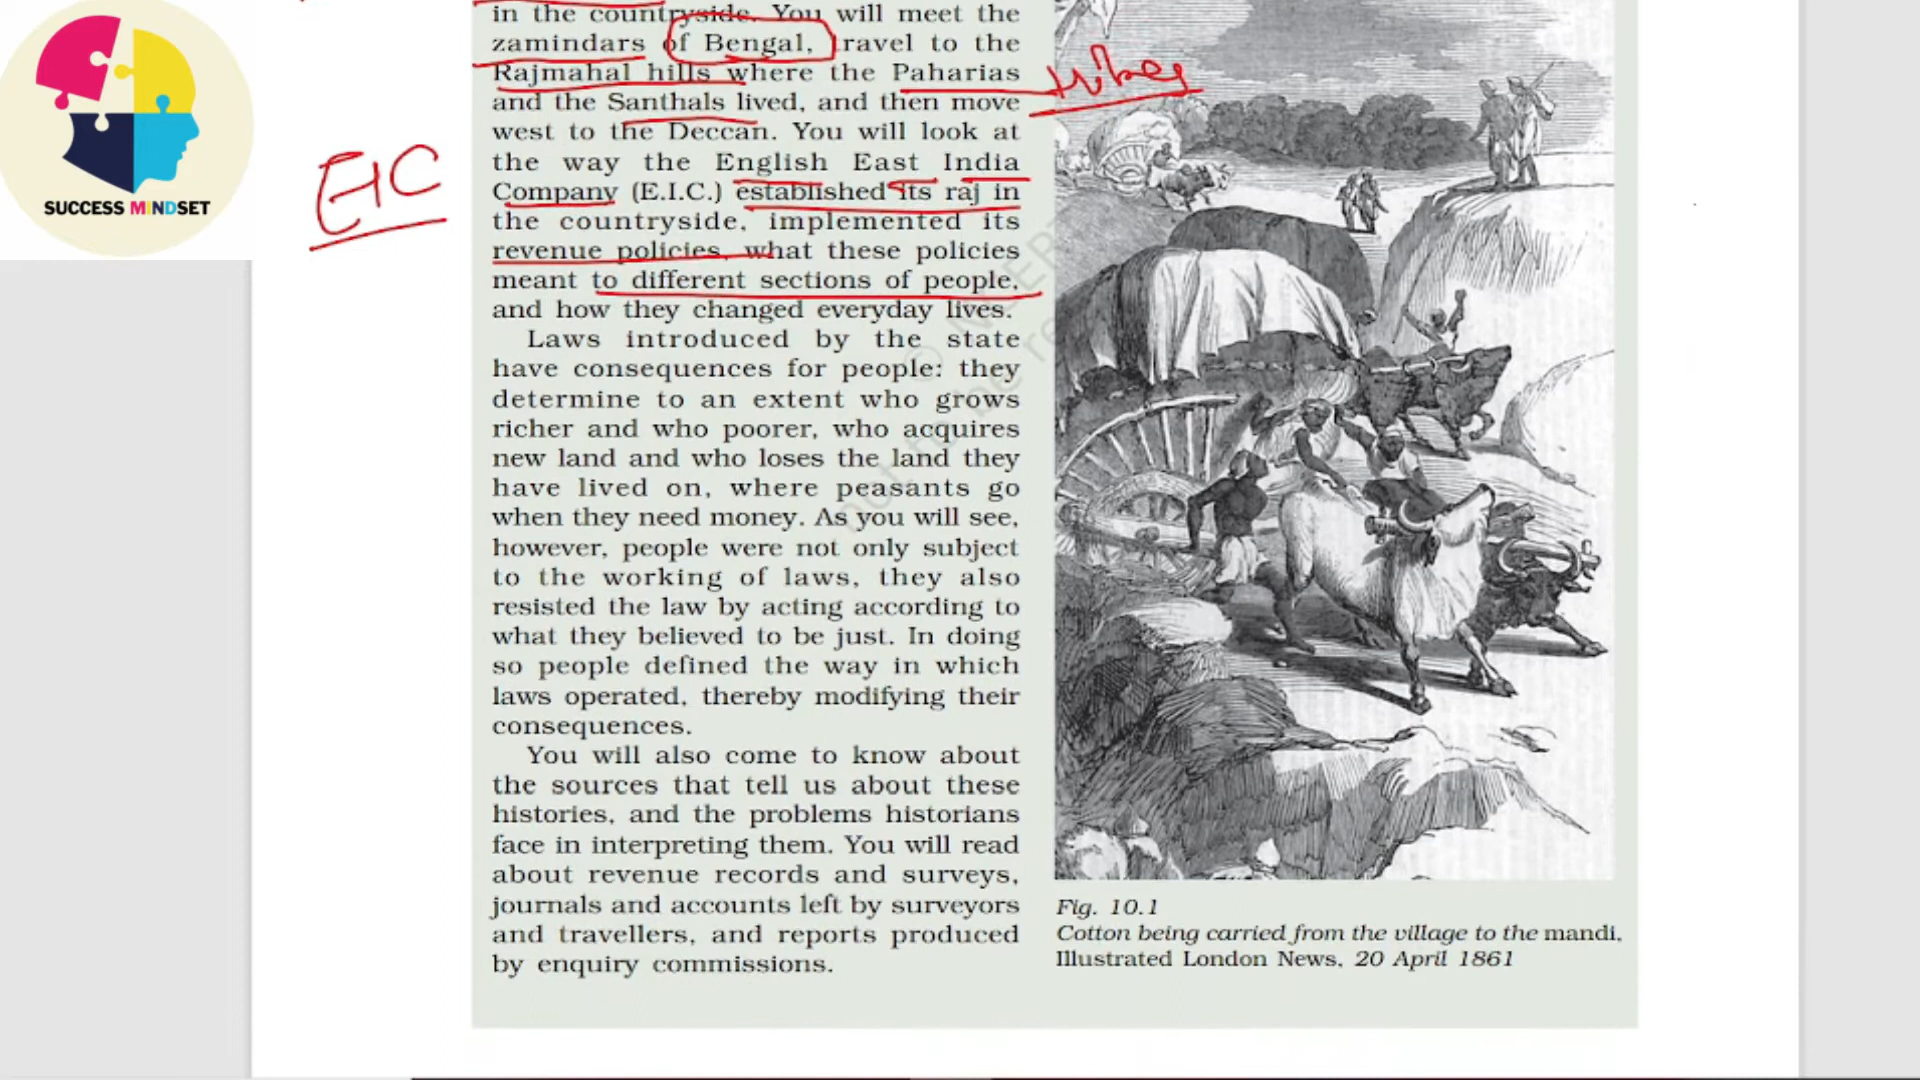 in the countryside. You will meet the
zamindars of Bengal, travel to the
Rajmahal hills where the Paharias
and the Santhals lived, and then move
west to the Deccan. You will look at
the way the English East India
Company (E.I.C.) established its raj in
the countryside, implemented its
revenue policies, what these policies
meant to different sections of people,
and how they changed everyday lives.
Laws introduced by the state
have consequences for people: they
determine to an extent who grows
richer and who poorer, who acquires
new land and who loses the land they
have lived on, where peasants go
when they need money. As you will see,
however, people were not only subject
to the working of laws, they also
resisted the law by acting according to
what they believed to be just. In doing
so people defined the way in which
laws operated, thereby modifying their
consequences.
You will also come to know about
the sources that tell us about these
histories, and the problems historians
face in interpreting them. You will read
about revenue records and surveys,
journals and accounts left by surveyors
and travellers, and reports produced
by enquiry commissions.
tribes
EIC
SUCCESS MINDSET
Fig. 10.1
Cotton being carried from the village to the mandi,
Illustrated London News, 20 April 1861